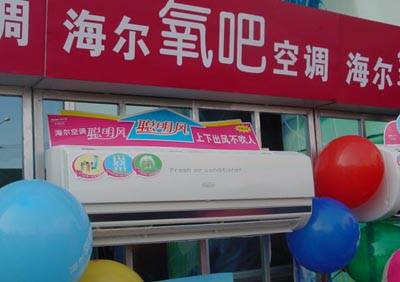 调 海尔氧吧空调 海尔
海尔空调聪明风 聪明风 上下出风不吹人
Fresh air conditioner